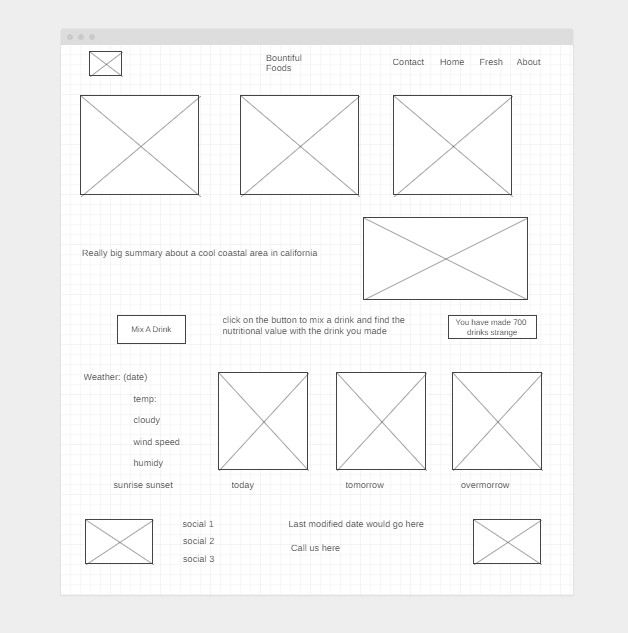 Bountiful
Foods
Contact Home Fresh About
Really big summary about a cool coastal area in california
Mix A Drink
click on the button to mix a drink and find the
nutritional value with the drink you made
You have made 700
drinks strange
Weather: (date)
temp:
cloudy
wind speed
humidy
sunrise sunset
today
tomorrow
overmorrow
social 1
social 2
social 3
Last modified date would go here
Call us here